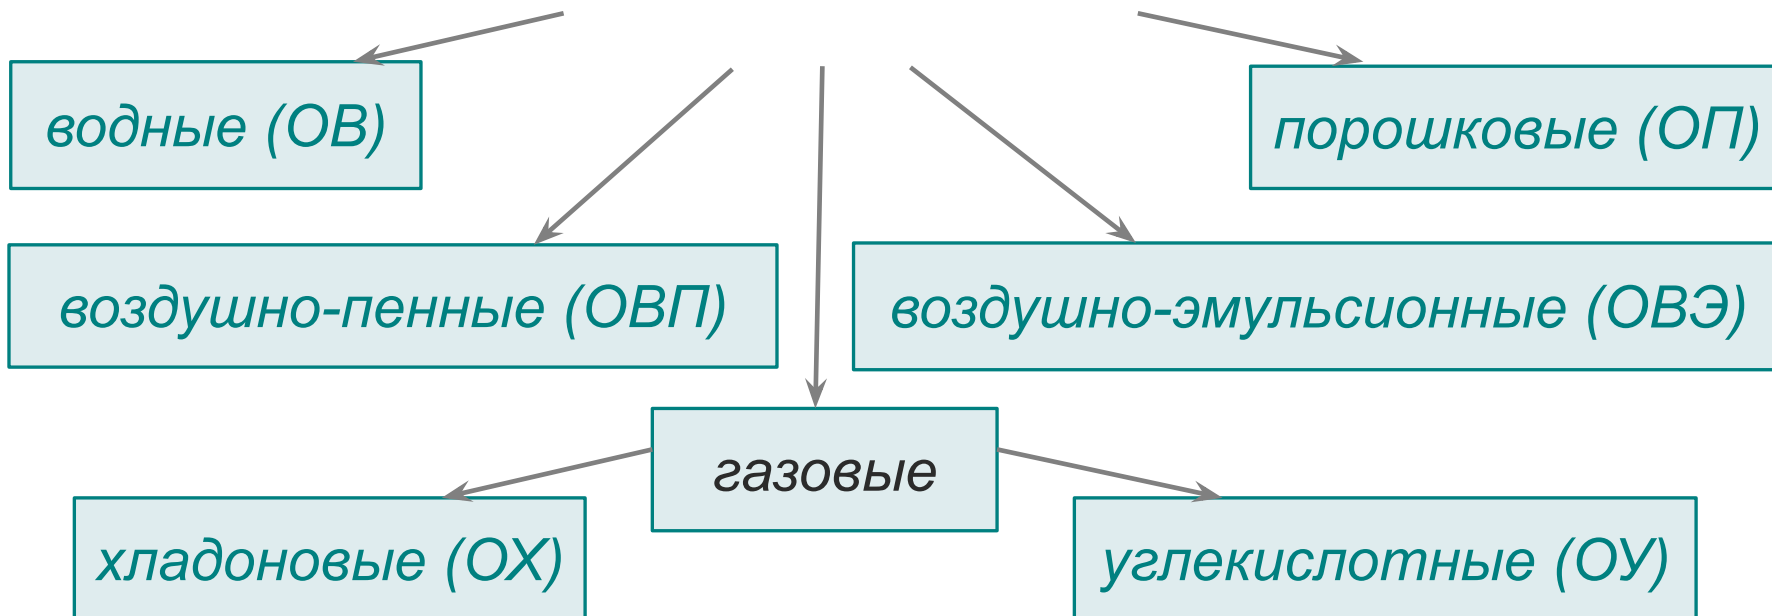 водные (ОВ)
порошковые (ОП)
воздушно-пенные (ОВП)
воздушно-эмульсионные (ОВЭ)
газовые
хладоновые (ОХ)
углекислотные (ОУ)